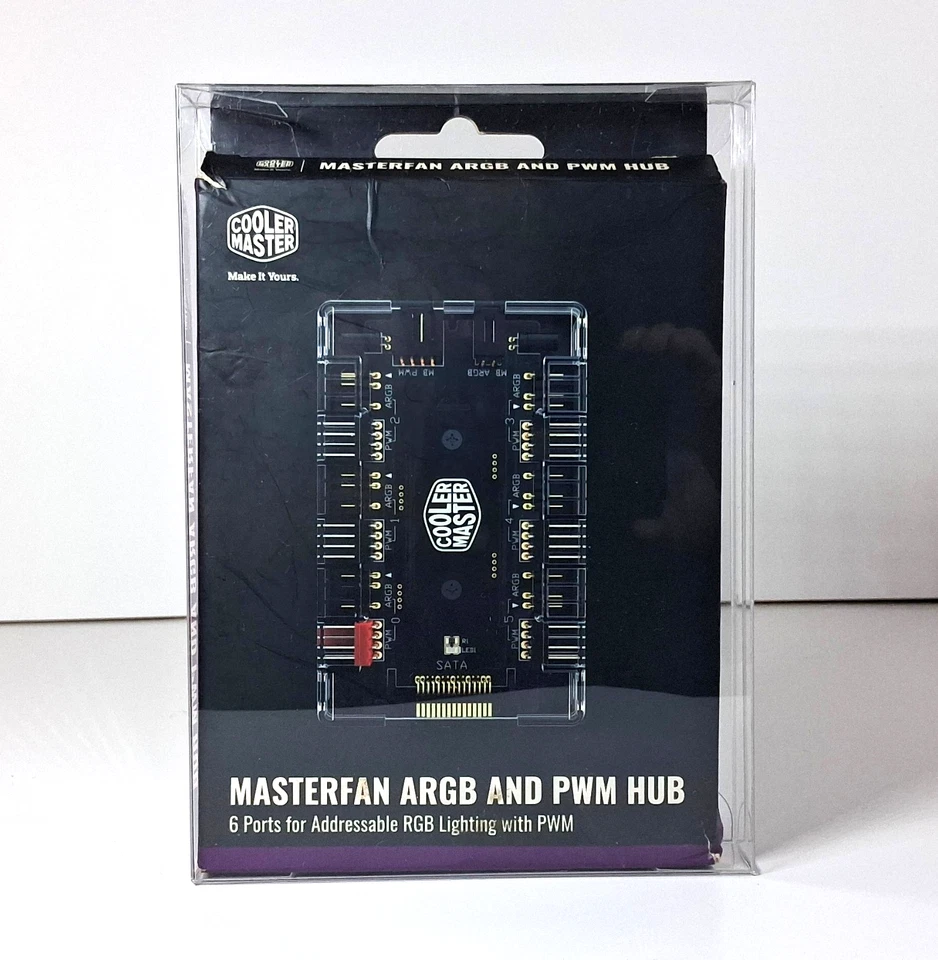 MASTERFAN ARGB AND PWM HUB
COOLER
MASTER
Make It Yours.
MB PWM
MB ARGB
ARGB
ARGB
2
3
PWM
PWM
ARGB
ARGB
1
4
PWM
PWM
ARGB
ARGB
0
5
PWM
PWM
COOLER
MASTER
R1
LED1
SATA
MASTERFAN ARGB AND PWM HUB
6 Ports for Addressable RGB Lighting with PWM